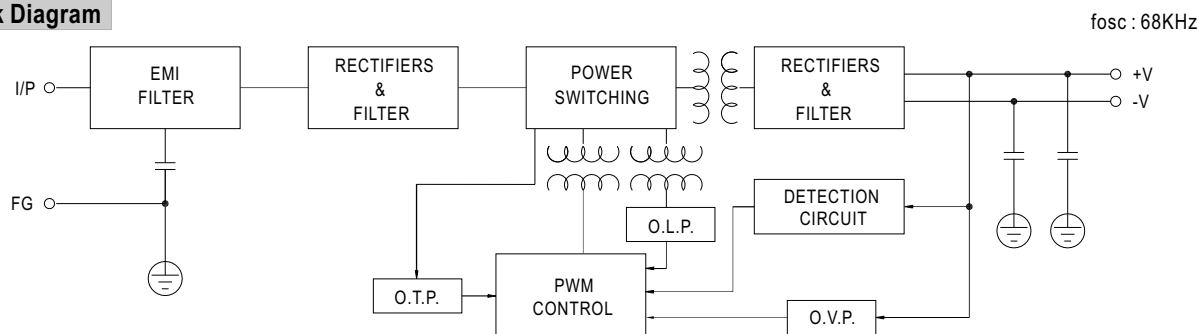 Diagram
fosc : 68KHz
I/P
EMI
FILTER
RECTIFIERS
&
FILTER
POWER
SWITCHING
RECTIFIERS
&
FILTER
+V
-V
FG
DETECTION
CIRCUIT
O.L.P.
O.T.P.
PWM
CONTROL
O.V.P.